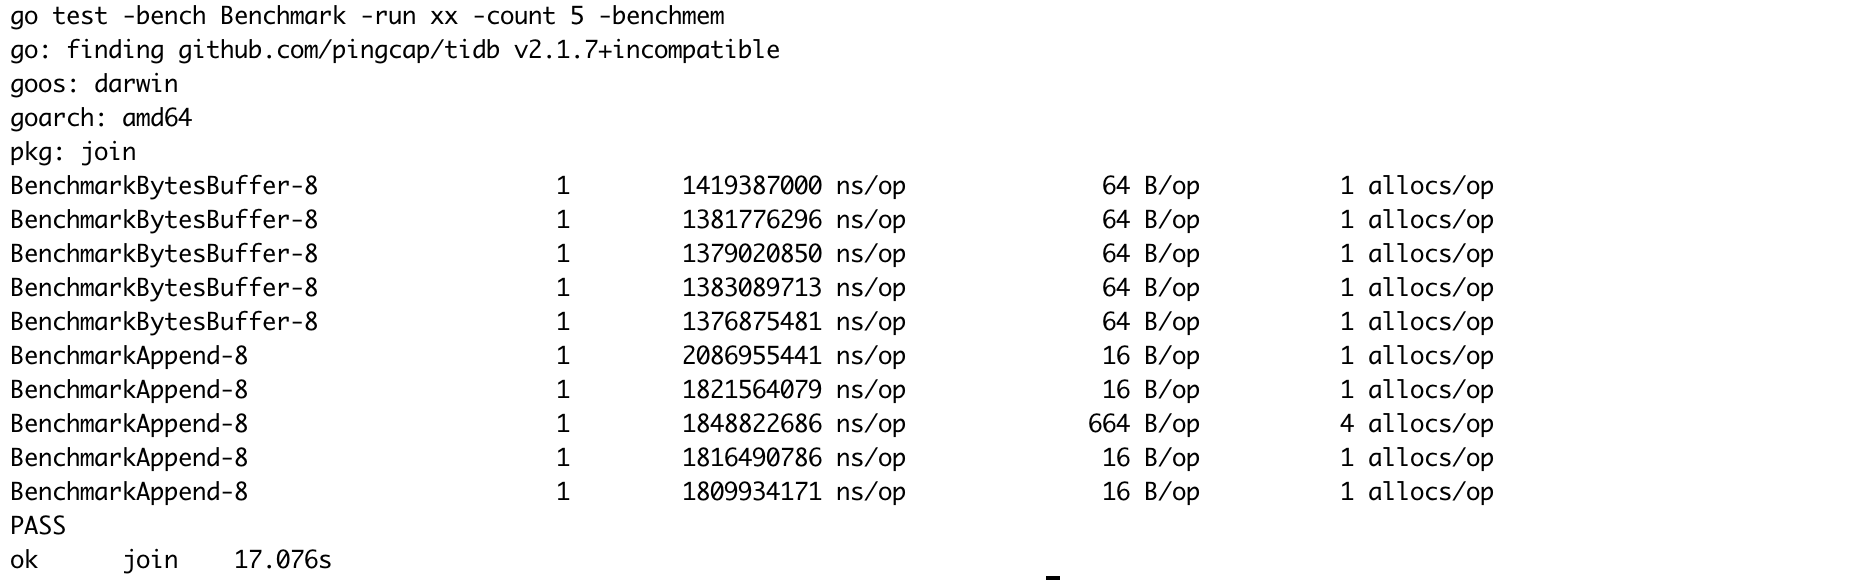 go test -bench Benchmark -run xx -count 5 -benchmem
go: finding github.com/pingcap/tidb v2.1.7+incompatible
goos: darwin
goarch: amd64
pkg: join
BenchmarkBytesBuffer-8 1 1419387000 ns/op 64 B/op 1 allocs/op
BenchmarkBytesBuffer-8 1 1381776296 ns/op 64 B/op 1 allocs/op
BenchmarkBytesBuffer-8 1 1379020850 ns/op 64 B/op 1 allocs/op
BenchmarkBytesBuffer-8 1 1383089713 ns/op 64 B/op 1 allocs/op
BenchmarkBytesBuffer-8 1 1376875481 ns/op 64 B/op 1 allocs/op
BenchmarkAppend-8 1 2086955441 ns/op 16 B/op 1 allocs/op
BenchmarkAppend-8 1 1821564079 ns/op 16 B/op 1 allocs/op
BenchmarkAppend-8 1 1848822686 ns/op 664 B/op 4 allocs/op
BenchmarkAppend-8 1 1816490786 ns/op 16 B/op 1 allocs/op
BenchmarkAppend-8 1 1809934171 ns/op 16 B/op 1 allocs/op
PASS
ok join 17.076s